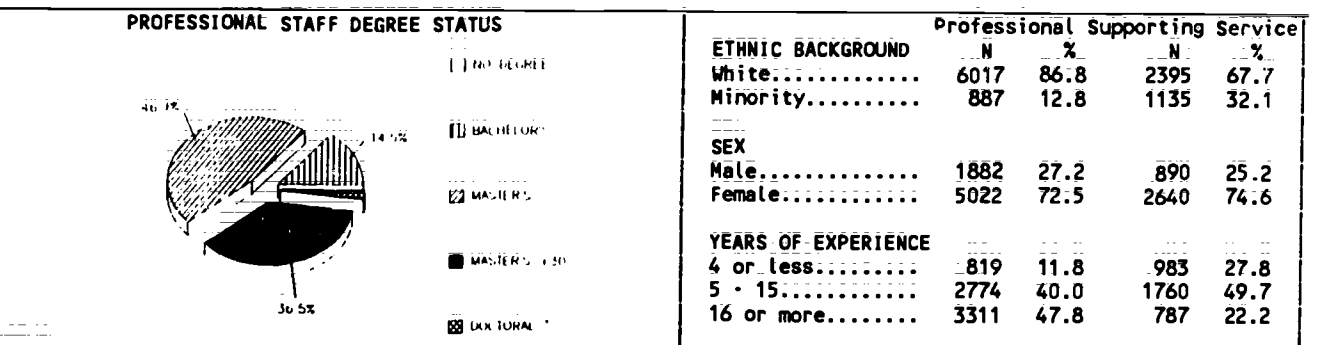 PROFESSIONAL STAFF DEGREE STATUS
NO DEGREE
BACHELORS
MASTERS
MASTERS +30
DOCTORAL
14.5%
36.5%
Professional Supporting Service
ETHNIC BACKGROUND N % N %
White............. 6017 86.8 2395 67.7
Minority.......... 887 12.8 1135 32.1
SEX
Male.............. 1882 27.2 890 25.2
Female............ 5022 72.5 2640 74.6
YEARS OF EXPERIENCE
4 or less......... 819 11.8 983 27.8
5 - 15............ 2774 40.0 1760 49.7
16 or more........ 3311 47.8 787 22.2